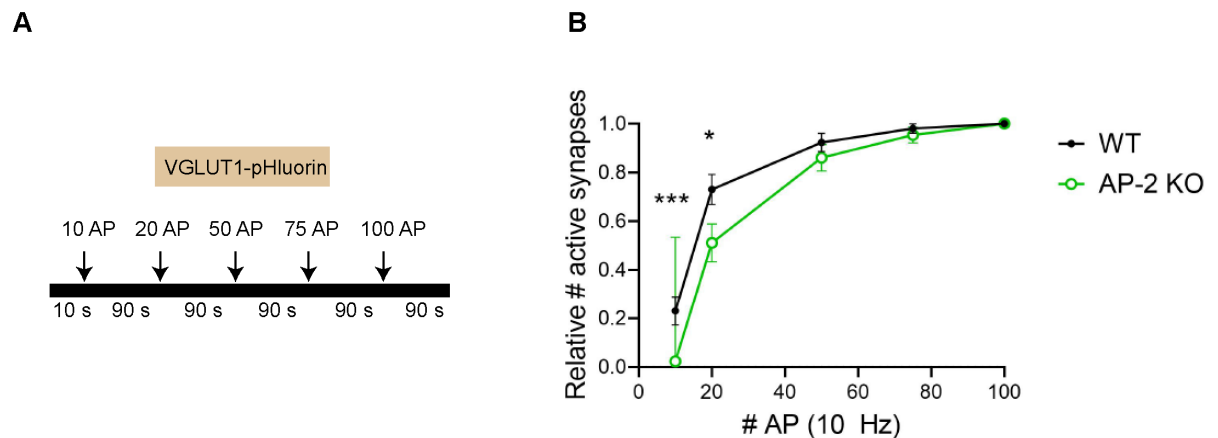 A
VGLUT1-pHluorin
10 AP 20 AP 50 AP 75 AP 100 AP
10 s 90 s 90 s 90 s 90 s 90 s
B
Relative # active synapses
1.0
0.8
0.6
0.4
0.2
0.0
***
*
0 20 40 60 80 100
# AP (10 Hz)
WT
AP-2 KO